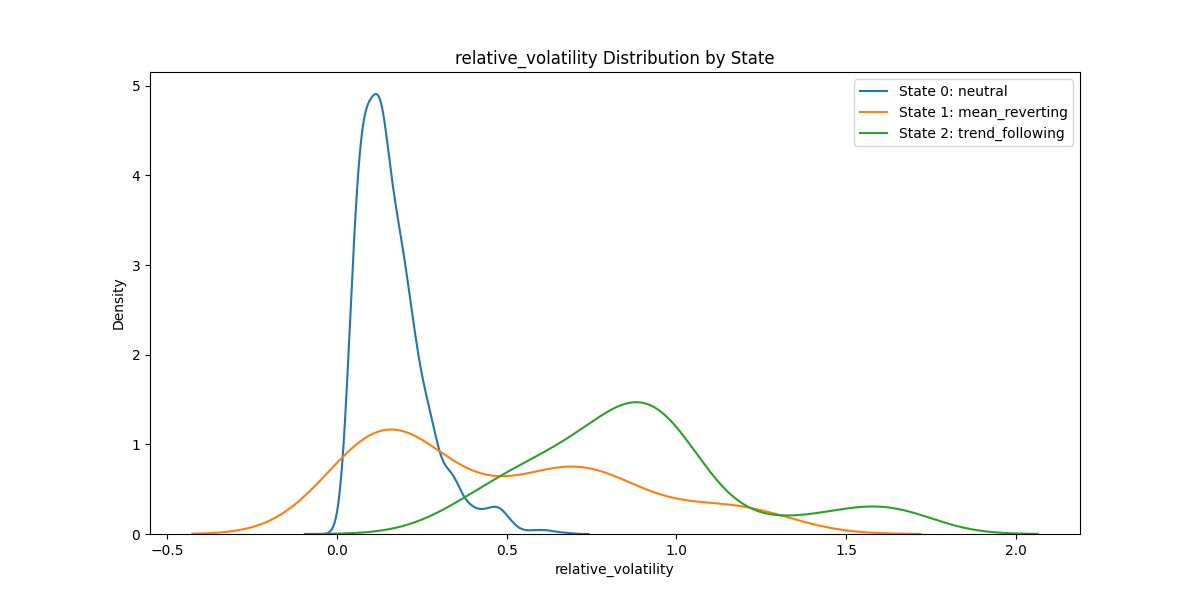 relative_volatility Distribution by State
State 0: neutral
State 1: mean_reverting
State 2: trend_following
Density
5
4
3
2
1
0
−0.5 0.0 0.5 1.0 1.5 2.0
relative_volatility